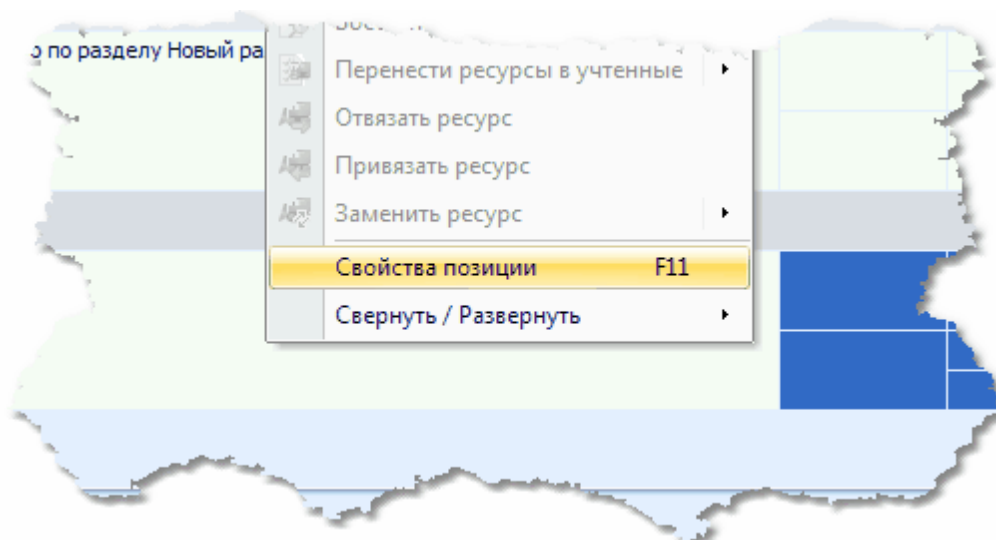 по разделу Новый ра
Перенести ресурсы в учтенные
Отвязать ресурс
Привязать ресурс
Заменить ресурс
Свойства позиции F11
Свернуть / Развернуть